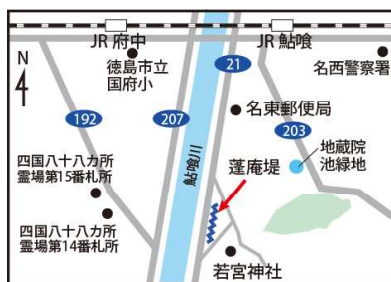 JR 府中
JR 鮎喰
N
徳島市立
国府小
21
名西警察署
名東郵便局
192
207
203
鮎喰川
地蔵院
池緑地
蓬庵堤
四国八十八カ所
霊場第15番札所
四国八十八カ所
霊場第14番札所
若宮神社